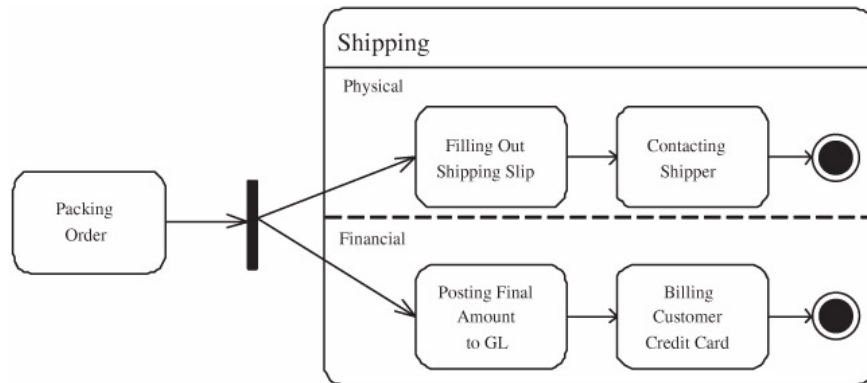 Shipping
Physical
Filling Out
Shipping Slip
Contacting
Shipper
Packing
Order
Financial
Posting Final
Amount
to GL
Billing
Customer
Credit Card